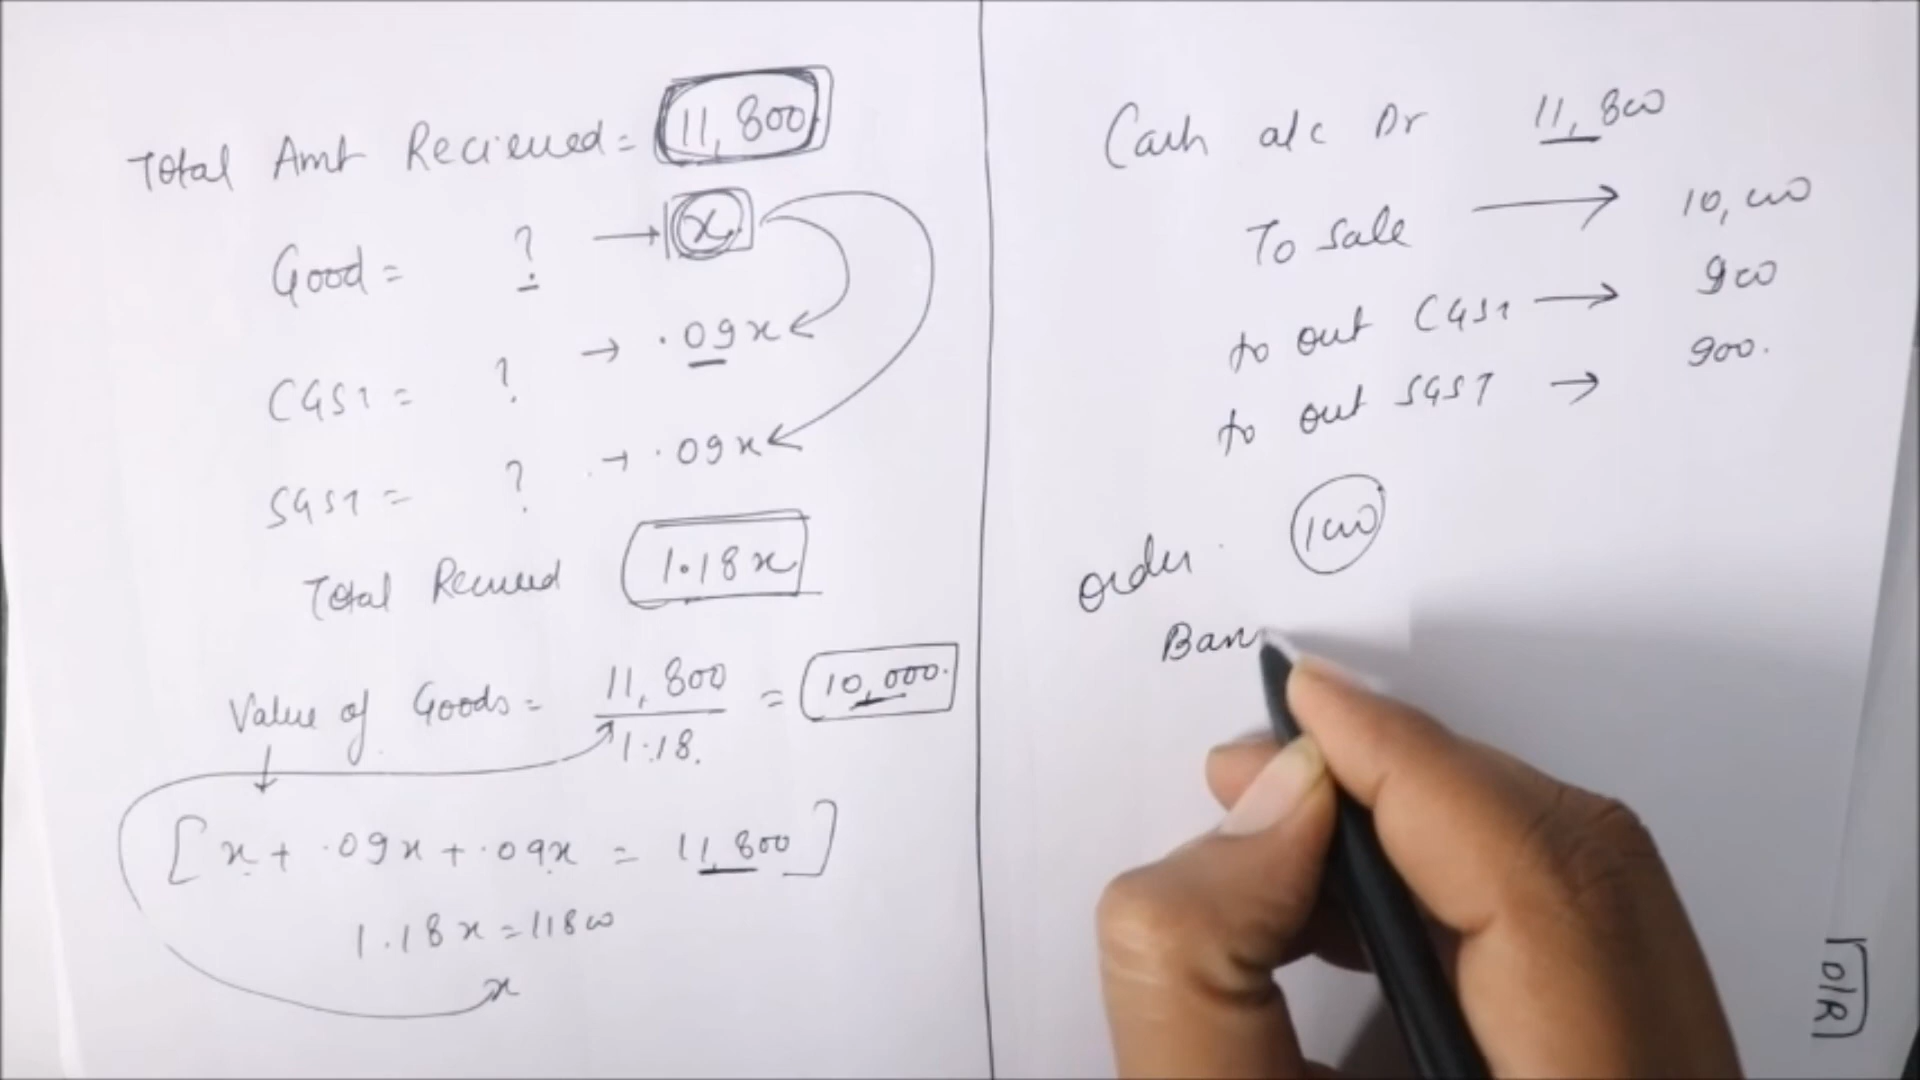 Total Amt Recieved = 11,800
Good = ? → x
CGST = ? → .09x
SGST = ? → .09x
Total Received 1.18x
Value of Goods = 11,800 / 1.18. = 10,000.
[x + .09x + .09x = 11,800]
1.18x = 11800
x
Cash a/c Dr 11,800
To Sale → 10,000
to out CGST → 900
to out SGST → 900.
order. 1000
Ban
O/R